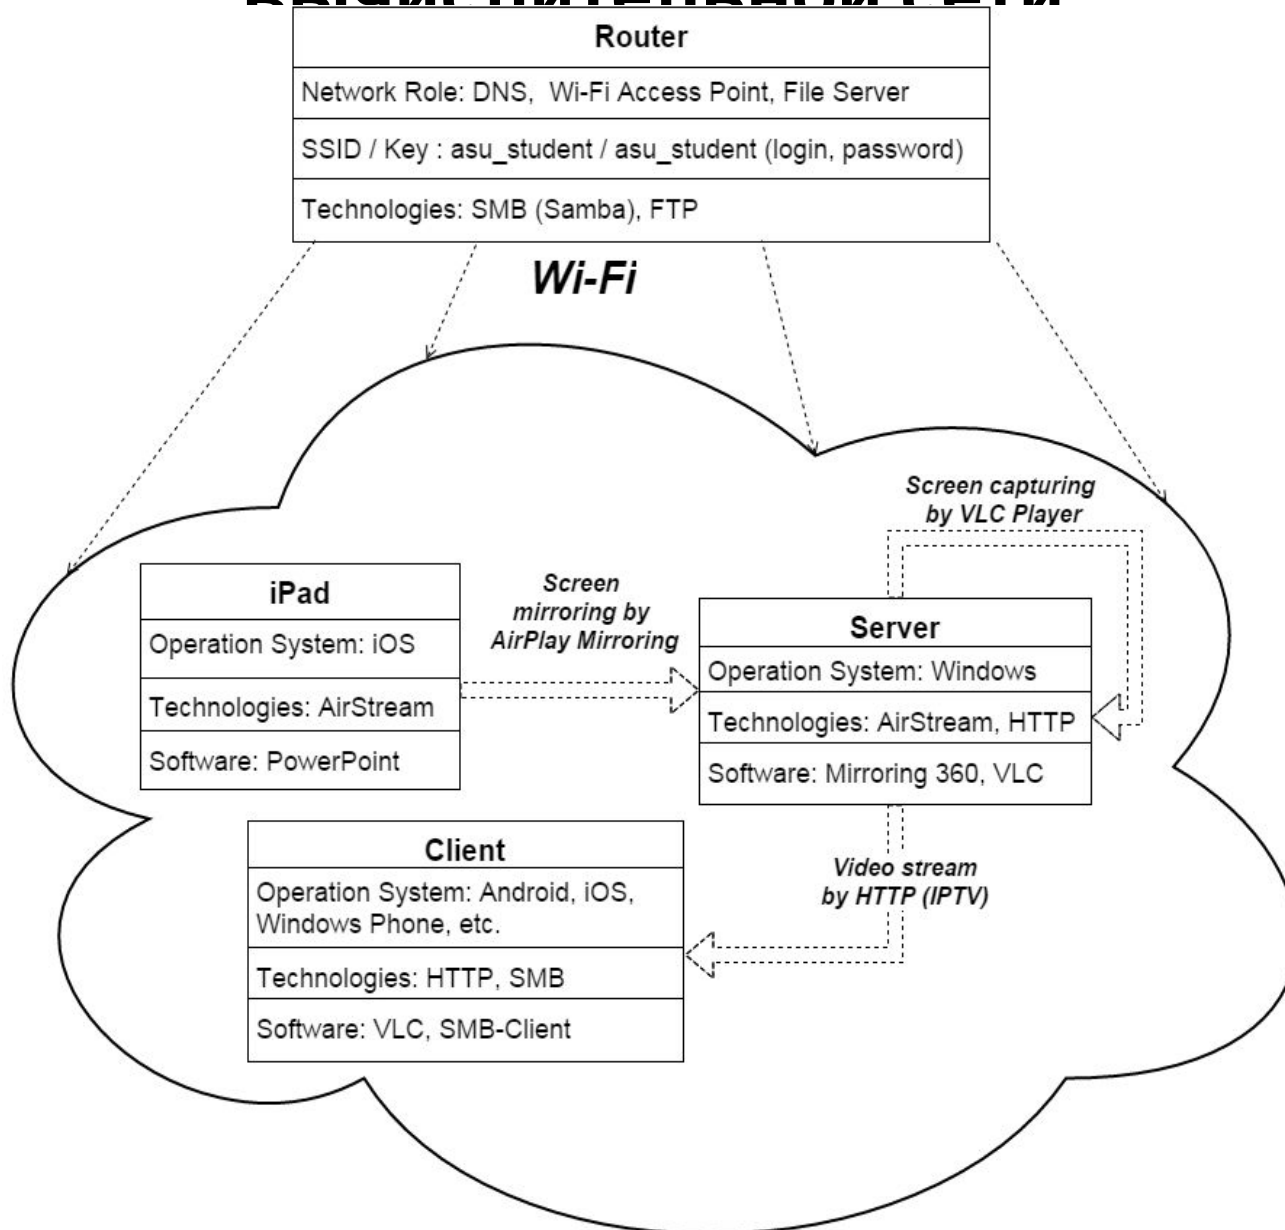 вычислительной сети
Router
Network Role: DNS, Wi-Fi Access Point, File Server
SSID / Key : asu_student / asu_student (login, password)
Technologies: SMB (Samba), FTP
Wi-Fi
Screen capturing
by VLC Player
iPad
Operation System: iOS
Technologies: AirStream
Software: PowerPoint
Screen
mirroring by
AirPlay Mirroring
Server
Operation System: Windows
Technologies: AirStream, HTTP
Software: Mirroring 360, VLC
Client
Operation System: Android, iOS,
Windows Phone, etc.
Technologies: HTTP, SMB
Software: VLC, SMB-Client
Video stream
by HTTP (IPTV)